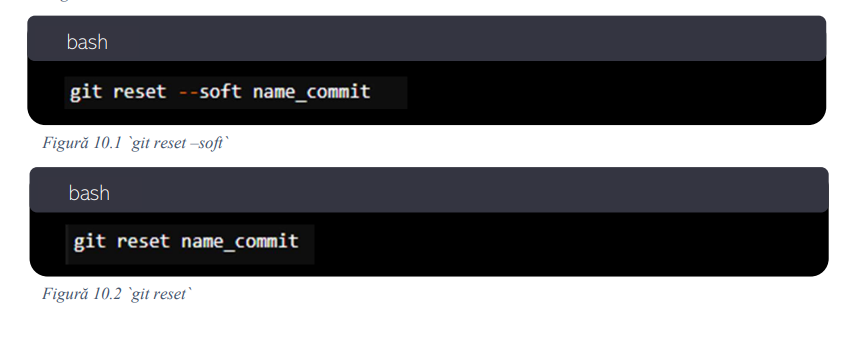 bash
git reset --soft name_commit
Figură 10.1 `git reset –soft`
bash
git reset name_commit
Figură 10.2 `git reset`